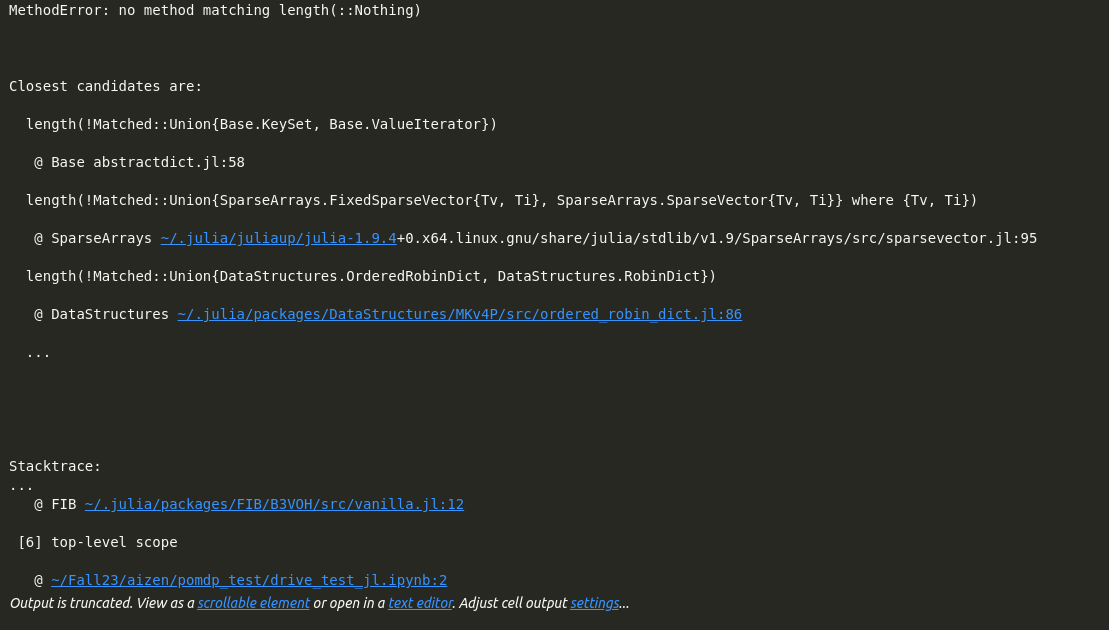 MethodError: no method matching length(::Nothing)
Closest candidates are:
length(!Matched::Union{Base.KeySet, Base.ValueIterator})
@ Base abstractdict.jl:58
length(!Matched::Union{SparseArrays.FixedSparseVector{Tv, Ti}, SparseArrays.SparseVector{Tv, Ti}} where {Tv, Ti})
@ SparseArrays ~/.julia/juliaup/julia-1.9.4+0.x64.linux.gnu/share/julia/stdlib/v1.9/SparseArrays/src/sparsevector.jl:95
length(!Matched::Union{DataStructures.OrderedRobinDict, DataStructures.RobinDict})
@ DataStructures ~/.julia/packages/DataStructures/MKv4P/src/ordered_robin_dict.jl:86
...
Stacktrace:
...
@ FIB ~/.julia/packages/FIB/B3VOH/src/vanilla.jl:12
[6] top-level scope
@ ~/Fall23/aizen/pomdp_test/drive_test_jl.ipynb:2
Output is truncated. View as a scrollable element or open in a text editor. Adjust cell output settings...